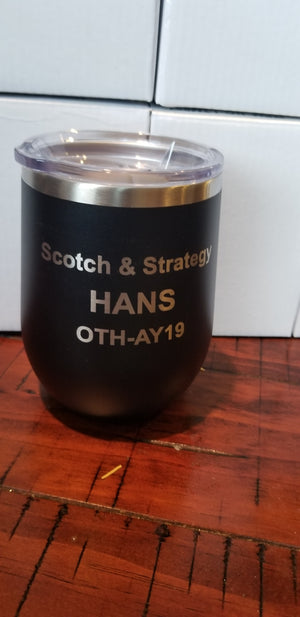 Scotch & Strategy
HANS
OTH-AY19